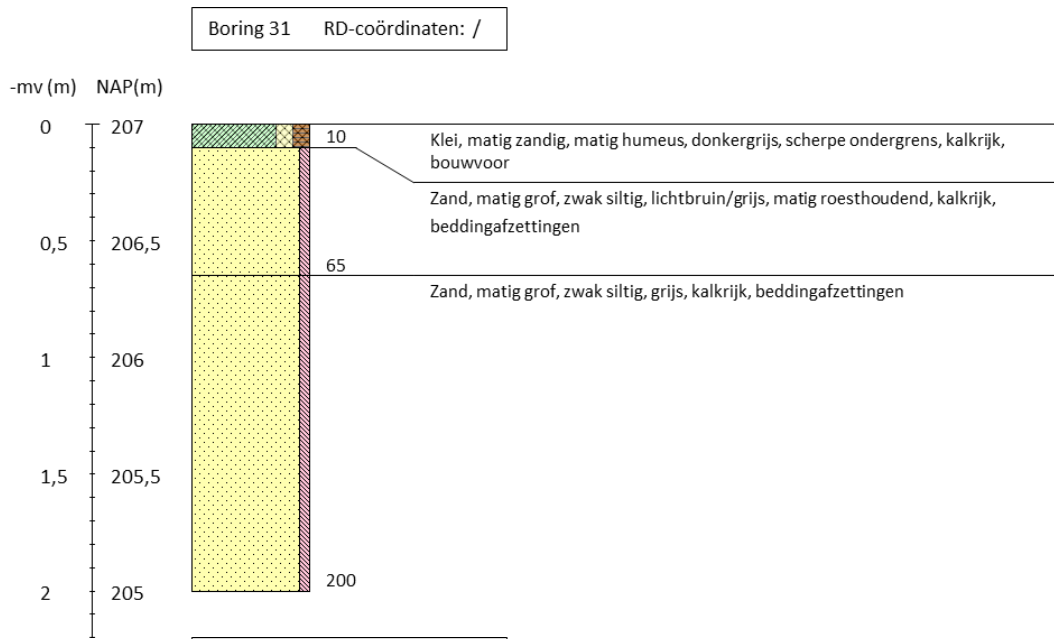 Boring 31 RD-coördinaten: /
-mv (m) NAP(m)
0 207
10
Klei, matig zandig, matig humeus, donkergrijs, scherpe ondergrens, kalkrijk,
bouwvoor
Zand, matig grof, zwak siltig, lichtbruin/grijs, matig roesthoudend, kalkrijk,
beddingafzettingen
0,5 206,5
65
Zand, matig grof, zwak siltig, grijs, kalkrijk, beddingafzettingen
1 206
1,5 205,5
200
2 205